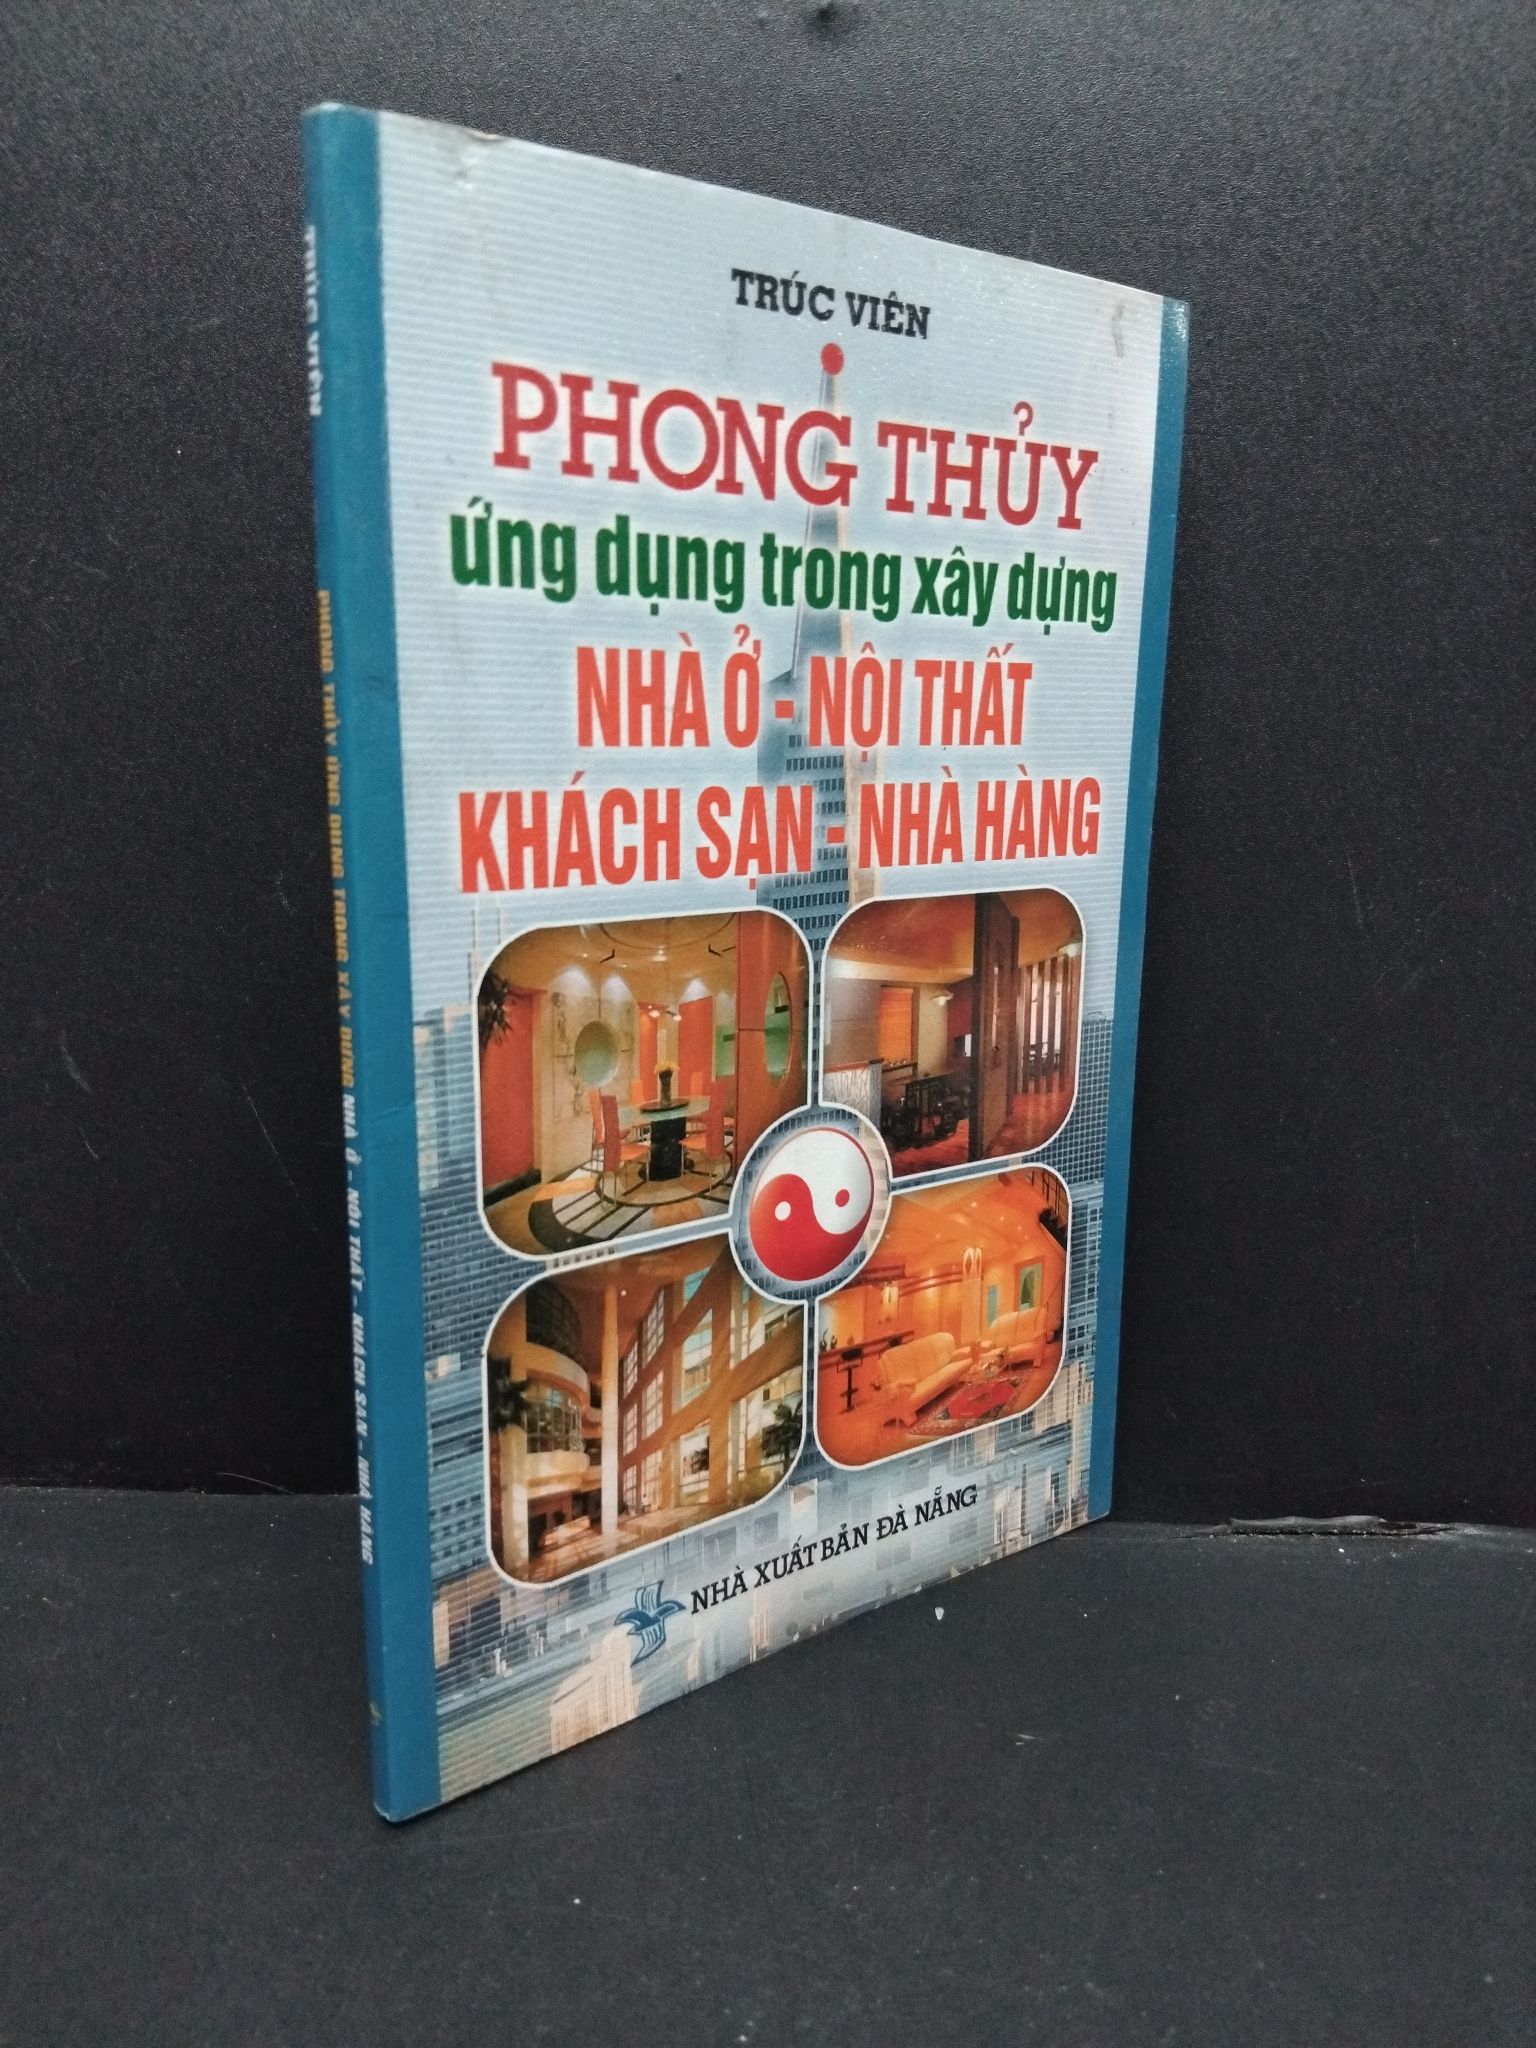 TRÚC VIÊN
PHONG THỦY
ứng dụng trong xây dựng
NHÀ Ở - NỘI THẤT
KHÁCH SẠN - NHÀ HÀNG
NHÀ XUẤT BẢN ĐÀ NẴNG
TRÚC VIÊN
PHONG THỦY ỨNG DỤNG TRONG XÂY DỰNG NHÀ Ở - NỘI THẤT - KHÁCH SẠN - NHÀ HÀNG